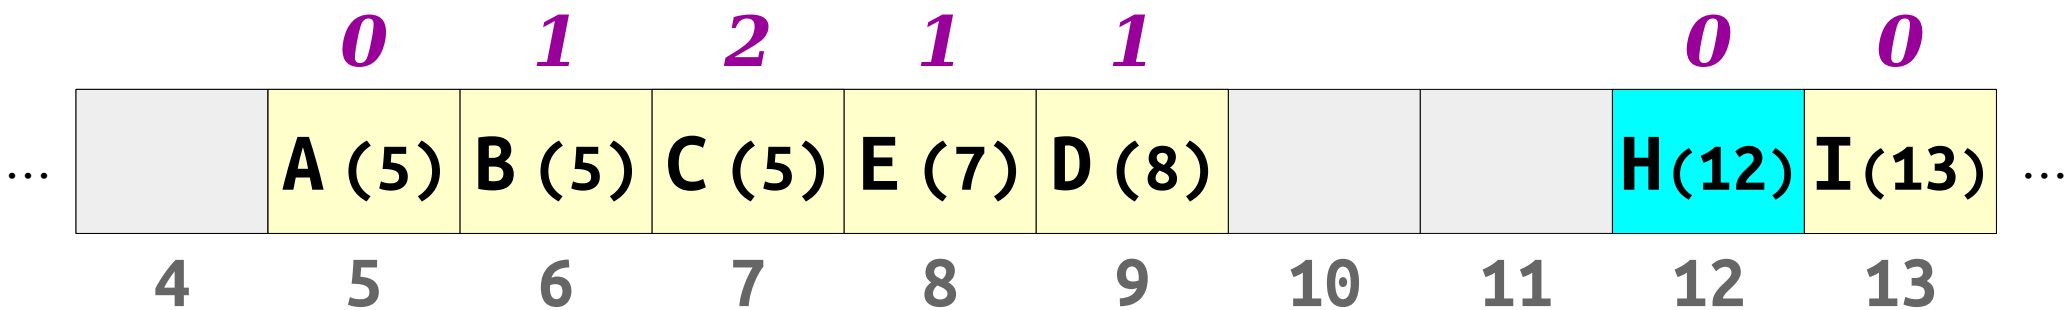 0 1 2 1 1 0 0
... A (5) B (5) C (5) E (7) D (8) H(12) I(13) ...
4 5 6 7 8 9 10 11 12 13